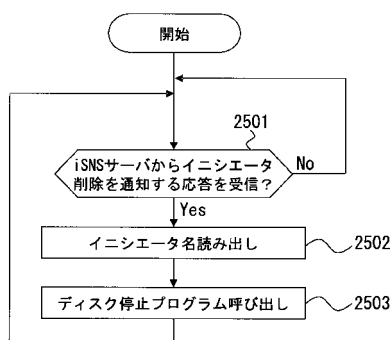 開始
2501
iSNSサーバからイニシエータ
削除を通知する応答を受信？
No
Yes
イニシエータ名読み出し
2502
ディスク停止プログラム呼び出し
2503